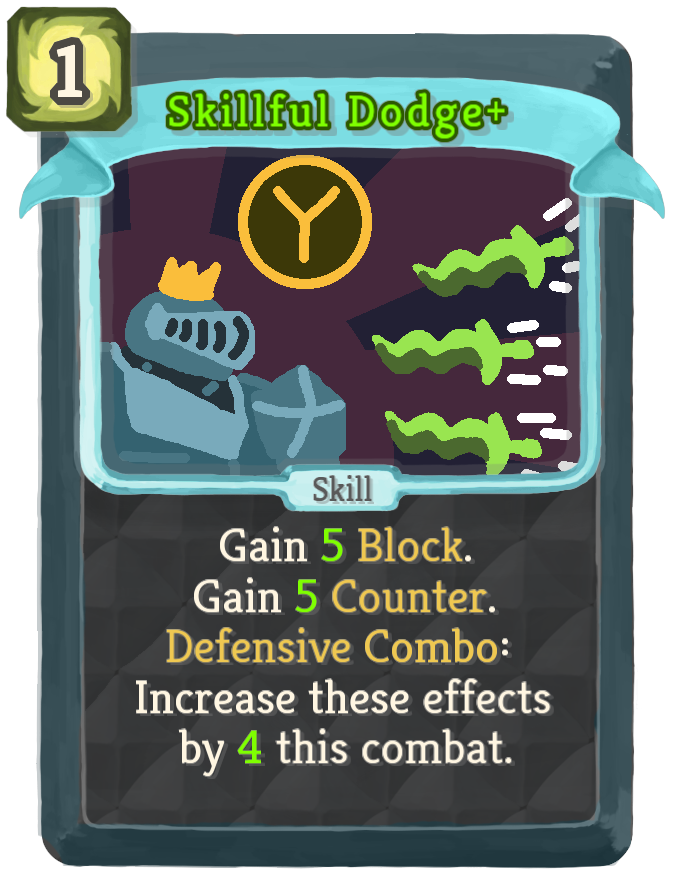 1
Skillful Dodge+
Y
Skill
Gain 5 Block.
Gain 5 Counter.
Defensive Combo:
Increase these effects
by 4 this combat.